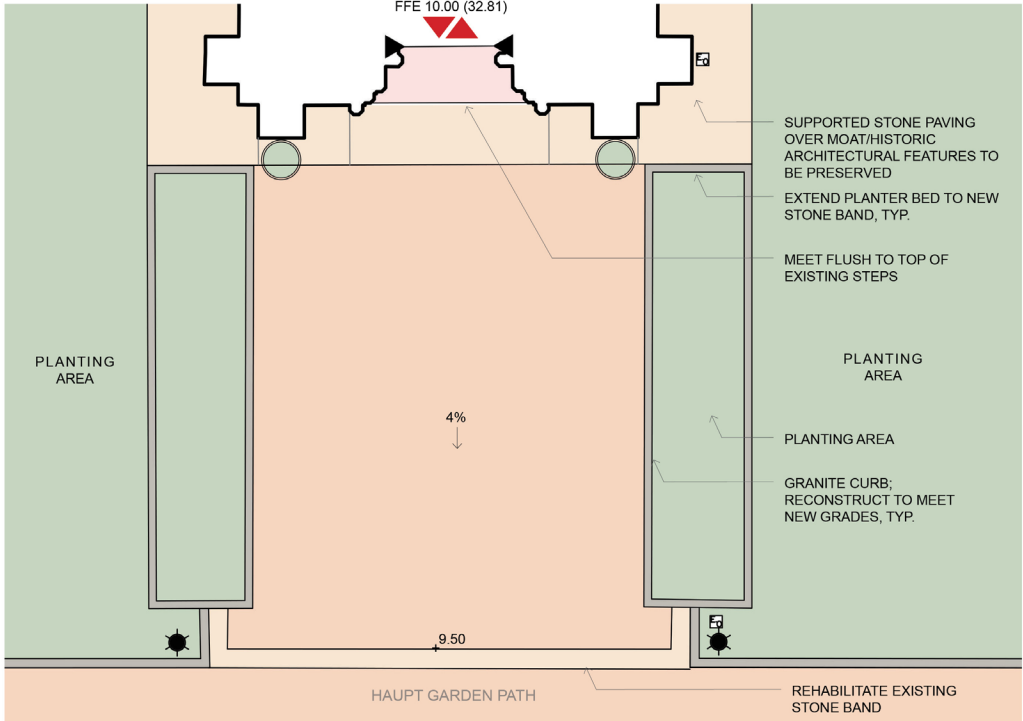 FFE 10.00 (32.81)
SUPPORTED STONE PAVING
OVER MOAT/HISTORIC
ARCHITECTURAL FEATURES TO
BE PRESERVED
EXTEND PLANTER BED TO NEW
STONE BAND, TYP.
MEET FLUSH TO TOP OF
EXISTING STEPS
PLANTING
AREA
PLANTING
AREA
4%
PLANTING AREA
GRANITE CURB;
RECONSTRUCT TO MEET
NEW GRADES, TYP.
9.50
HAUPT GARDEN PATH
REHABILITATE EXISTING
STONE BAND